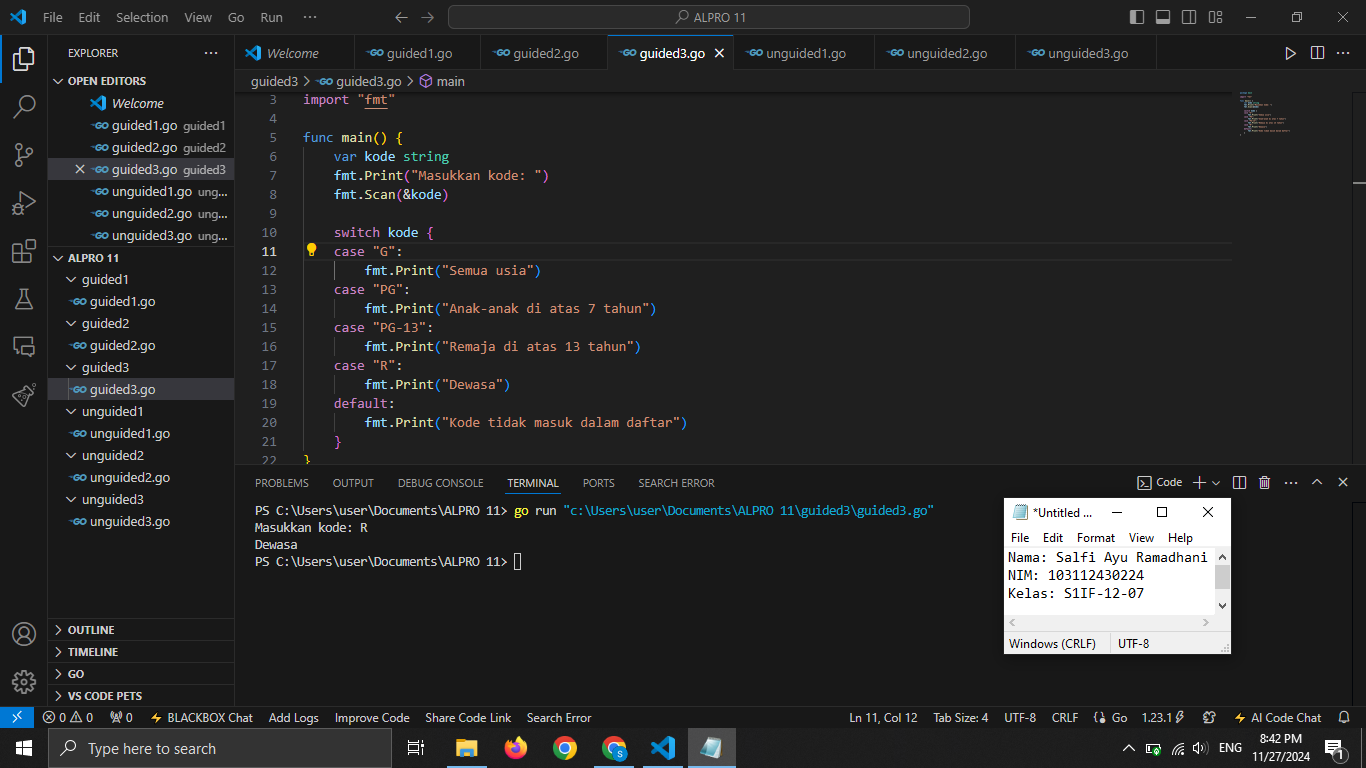 File Edit Selection View Go Run ···
ALPRO 11
EXPLORER ···
OPEN EDITORS
Welcome
guided1.go guided1
guided2.go guided2
guided3.go guided3
unguided1.go ung...
unguided2.go ung...
unguided3.go ung...
ALPRO 11
guided1
guided1.go
guided2
guided2.go
guided3
guided3.go
unguided1
unguided1.go
unguided2
unguided2.go
unguided3
unguided3.go
OUTLINE
TIMELINE
GO
VS CODE PETS
Welcome guided1.go guided2.go guided3.go unguided1.go unguided2.go unguided3.go
guided3 > guided3.go > main
3 import "fmt"
4
5 func main() {
6 var kode string
7 fmt.Print("Masukkan kode: ")
8 fmt.Scan(&kode)
9
10 switch kode {
11 case "G":
12 fmt.Print("Semua usia")
13 case "PG":
14 fmt.Print("Anak-anak di atas 7 tahun")
15 case "PG-13":
16 fmt.Print("Remaja di atas 13 tahun")
17 case "R":
18 fmt.Print("Dewasa")
19 default:
20 fmt.Print("Kode tidak masuk dalam daftar")
21 }
22 }
PROBLEMS OUTPUT DEBUG CONSOLE TERMINAL PORTS SEARCH ERROR
Code
PS C:\Users\user\Documents\ALPRO 11> go run "c:\Users\user\Documents\ALPRO 11\guided3\guided3.go"
Masukkan kode: R
Dewasa
PS C:\Users\user\Documents\ALPRO 11>
*Untitled ...
File Edit Format View Help
Nama: Salfi Ayu Ramadhani
NIM: 103112430224
Kelas: S1IF-12-07
Windows (CRLF) UTF-8
0 0 0 BLACKBOX Chat Add Logs Improve Code Share Code Link Search Error
Ln 11, Col 12 Tab Size: 4 UTF-8 CRLF Go 1.23.1 AI Code Chat
Type here to search
ENG
8:42 PM
11/27/2024
1